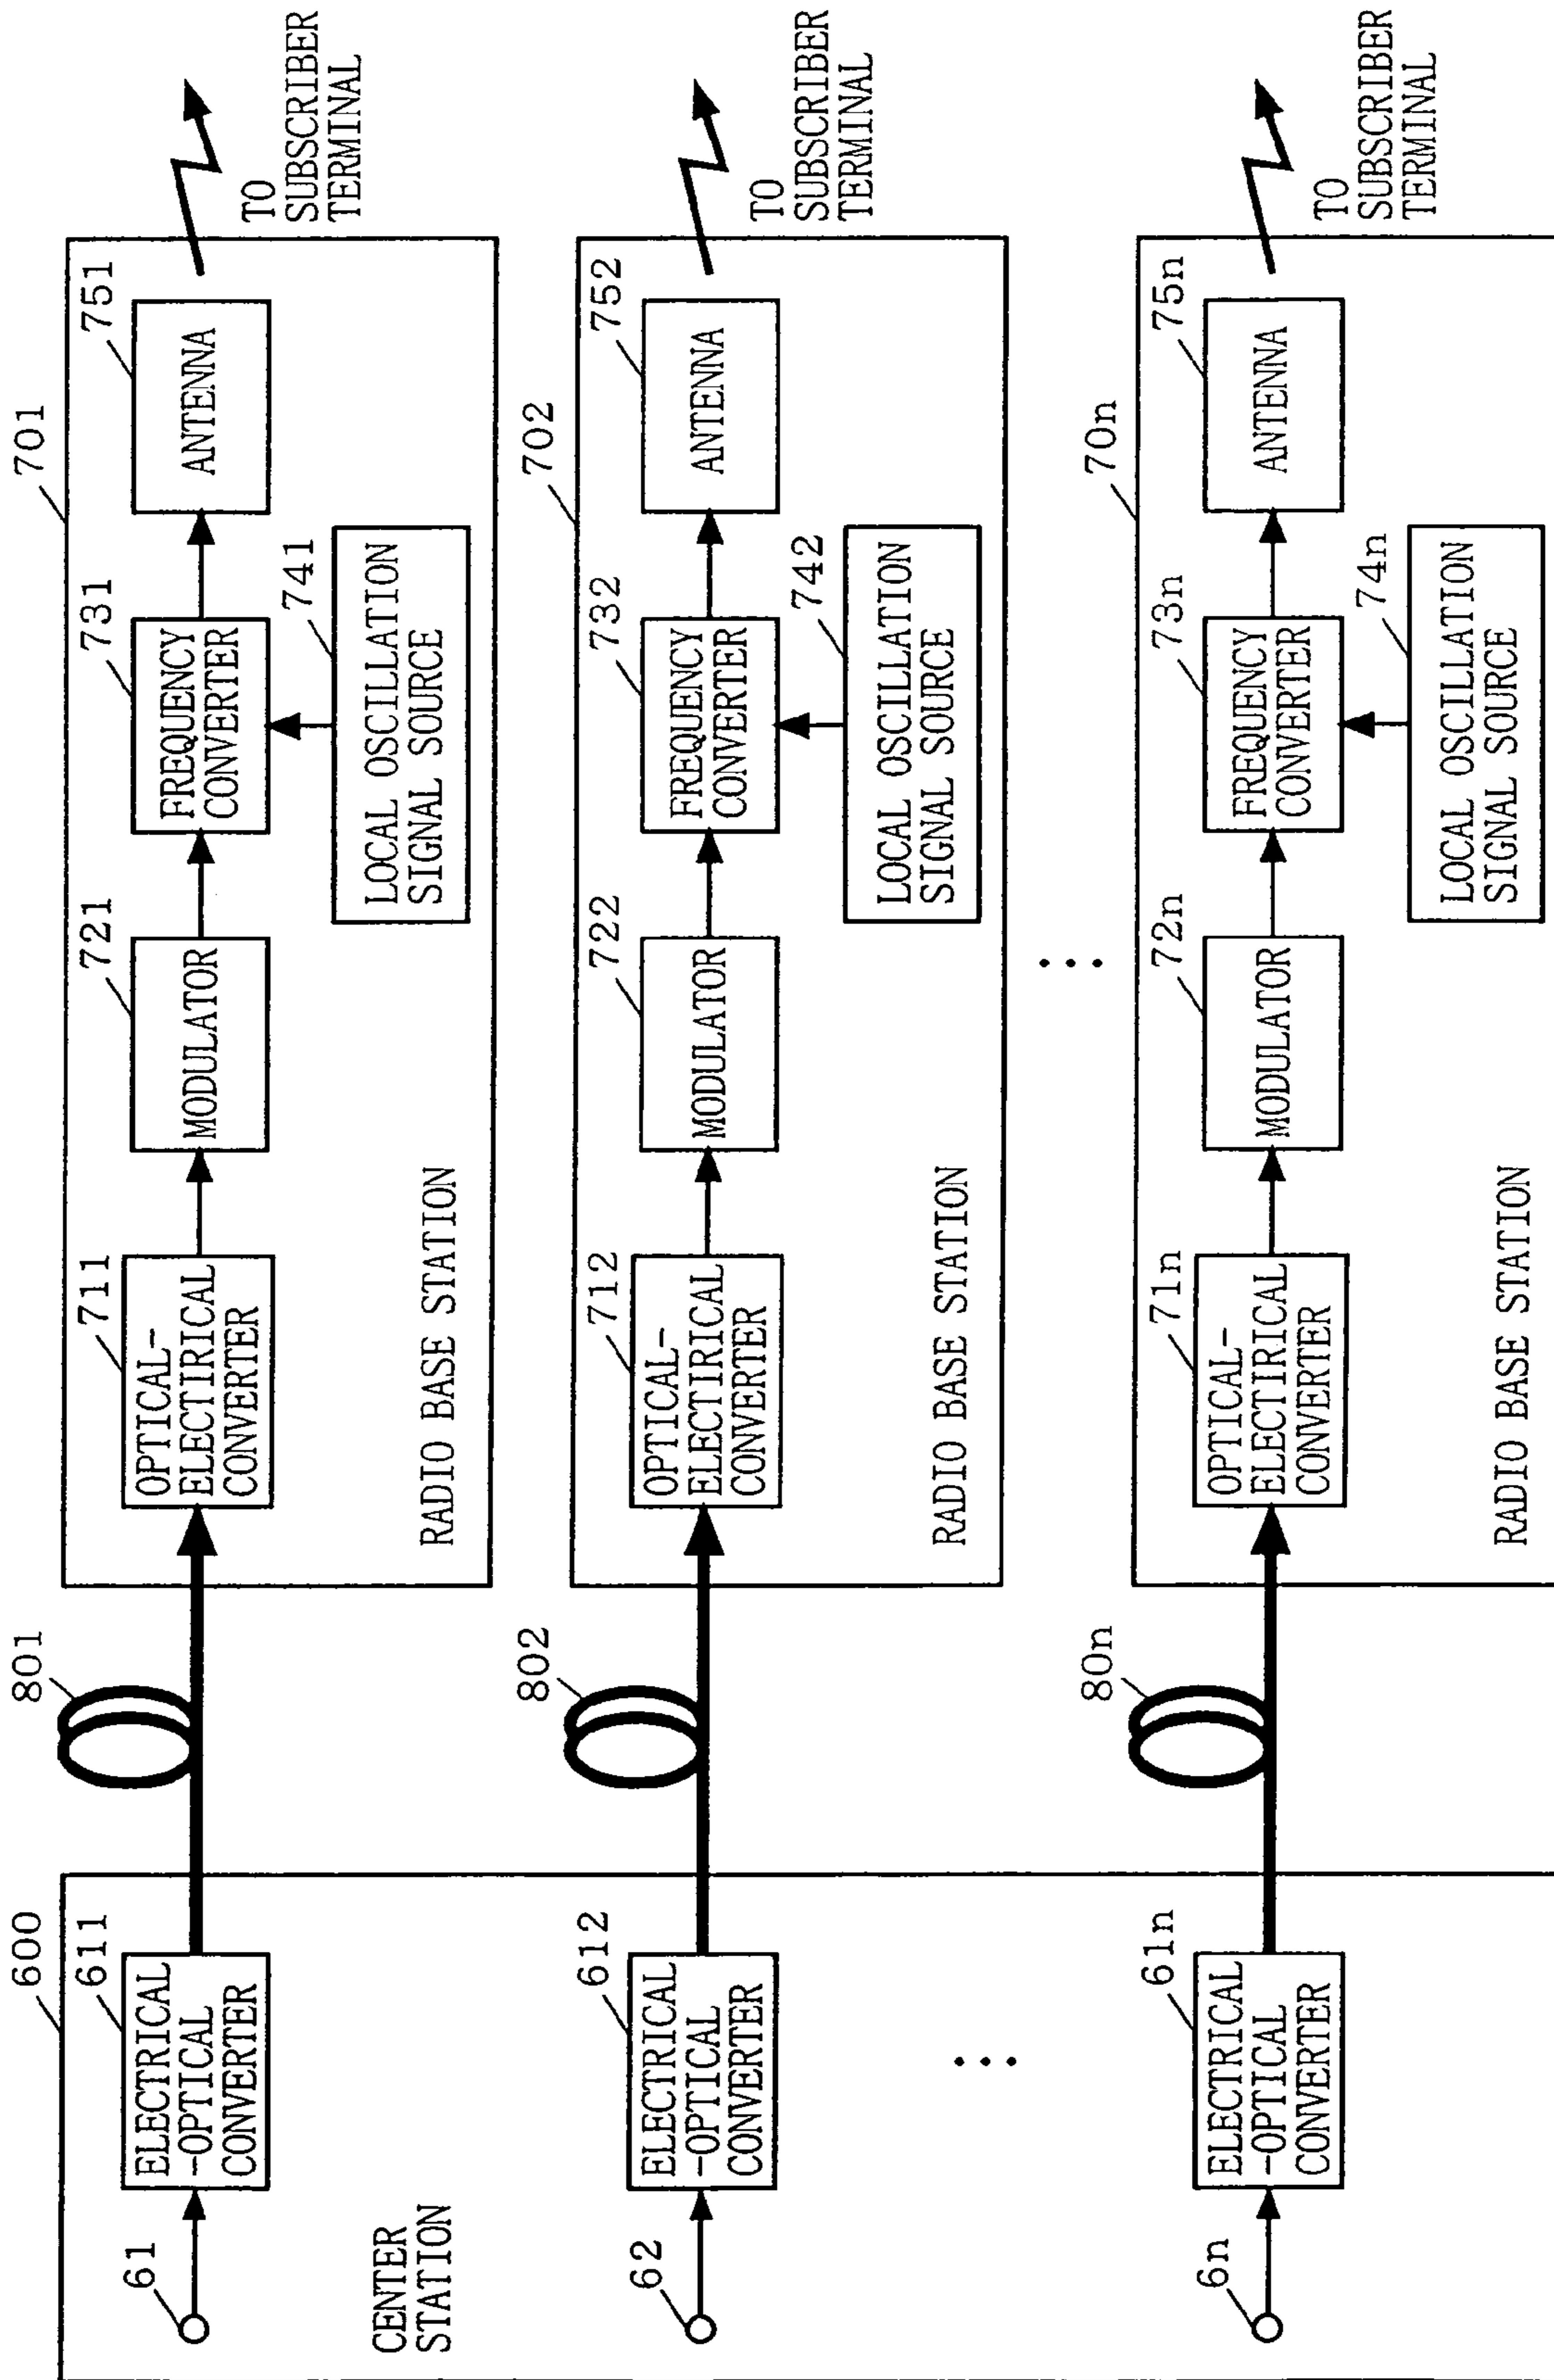 600
CENTER
STATION
61
611
ELECTRICAL
-OPTICAL
CONVERTER
801
701
711
OPTICAL-
ELECTIRICAL
CONVERTER
721
MODULATOR
731
FREQUENCY
CONVERTER
741
LOCAL OSCILLATION
SIGNAL SOURCE
751
ANTENNA
RADIO BASE STATION
TO
SUBSCRIBER
TERMINAL
62
612
ELECTRICAL
-OPTICAL
CONVERTER
802
702
712
OPTICAL-
ELECTIRICAL
CONVERTER
722
MODULATOR
732
FREQUENCY
CONVERTER
742
LOCAL OSCILLATION
SIGNAL SOURCE
752
ANTENNA
RADIO BASE STATION
TO
SUBSCRIBER
TERMINAL
6n
61n
ELECTRICAL
-OPTICAL
CONVERTER
80n
70n
71n
OPTICAL-
ELECTIRICAL
CONVERTER
72n
MODULATOR
73n
FREQUENCY
CONVERTER
74n
LOCAL OSCILLATION
SIGNAL SOURCE
75n
ANTENNA
RADIO BASE STATION
TO
SUBSCRIBER
TERMINAL